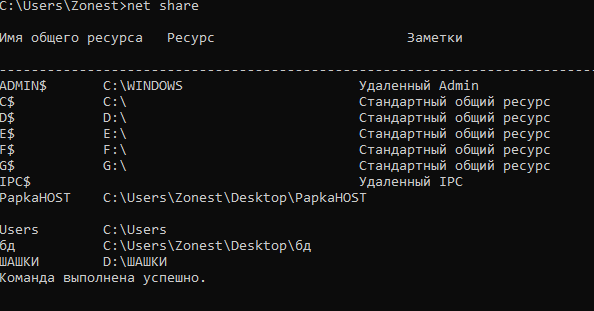 C:\Users\Zonest>net share
Имя общего ресурса   Ресурс                        Заметки
-------------------------------------------------------------------------------
ADMIN$       C:\WINDOWS                      Удаленный Admin
C$           C:\                             Стандартный общий ресурс
D$           D:\                             Стандартный общий ресурс
E$           E:\                             Стандартный общий ресурс
F$           F:\                             Стандартный общий ресурс
G$           G:\                             Стандартный общий ресурс
IPC$                                         Удаленный IPC
PapkaHOST    C:\Users\Zonest\Desktop\PapkaHOST
Users        C:\Users
бд           C:\Users\Zonest\Desktop\бд
ШАШКИ        D:\ШАШКИ
Команда выполнена успешно.